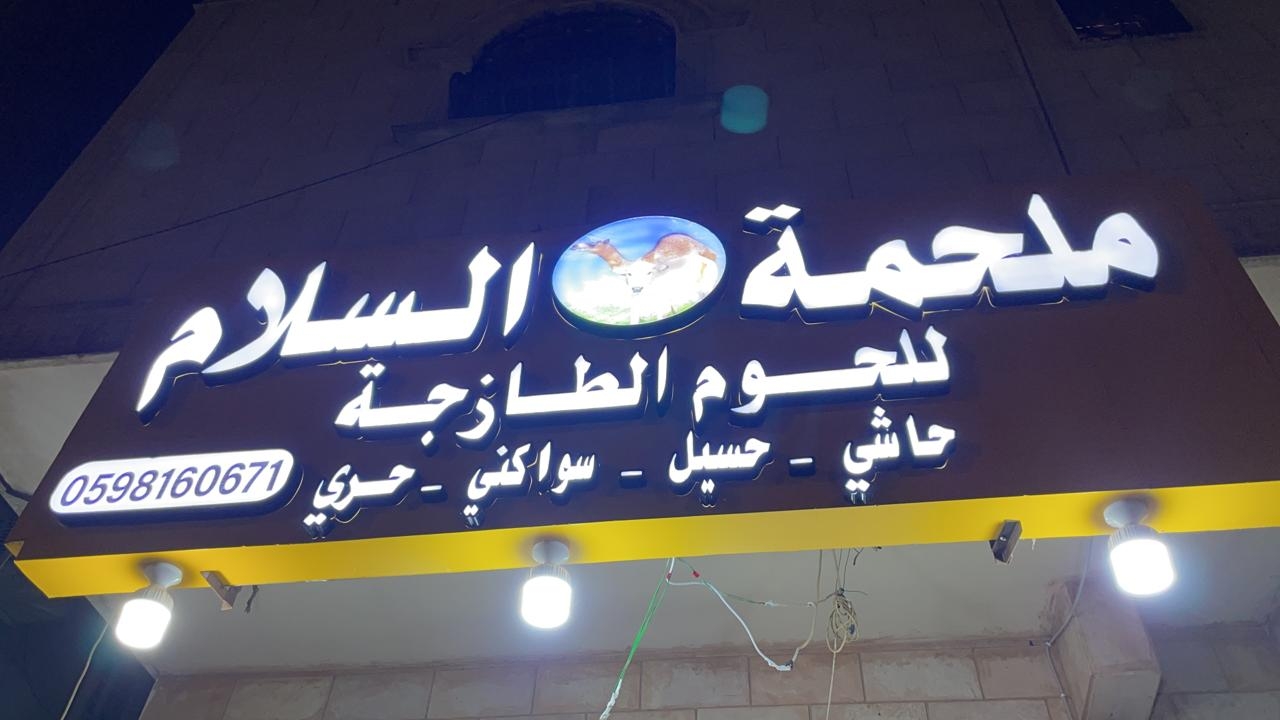 ملحمة السلام
للحوم الطازجة
حاشي - حسيل - سواكني - حري
0598160671